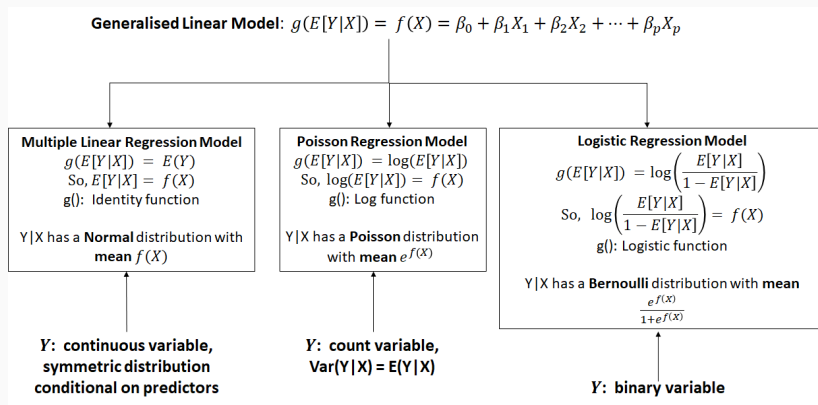 Generalised Linear Model: g(E[Y|X]) = f(X) = β₀ + β₁X₁ + β₂X₂ + ⋯ + βₚXₚ
Multiple Linear Regression Model
g(E[Y|X]) = E(Y)
So, E[Y|X] = f(X)
g(): Identity function
Y|X has a Normal distribution with
mean f(X)
Poisson Regression Model
g(E[Y|X]) = log(E[Y|X])
So, log(E[Y|X]) = f(X)
g(): Log function
Y|X has a Poisson distribution
with mean e^f(X)
Logistic Regression Model
g(E[Y|X]) = log(E[Y|X] / 1 − E[Y|X])
So, log(E[Y|X] / 1 − E[Y|X]) = f(X)
g(): Logistic function
Y|X has a Bernoulli distribution with mean
e^f(X) / 1+e^f(X)
Y: continuous variable,
symmetric distribution
conditional on predictors
Y: count variable,
Var(Y|X) = E(Y|X)
Y: binary variable